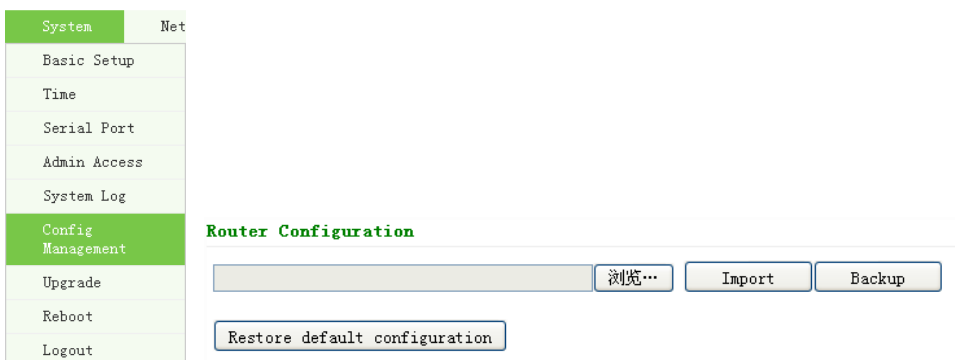 System Net
Basic Setup
Time
Serial Port
Admin Access
System Log
Config
Management
Upgrade
Reboot
Logout
Router Configuration
浏览… Import Backup
Restore default configuration